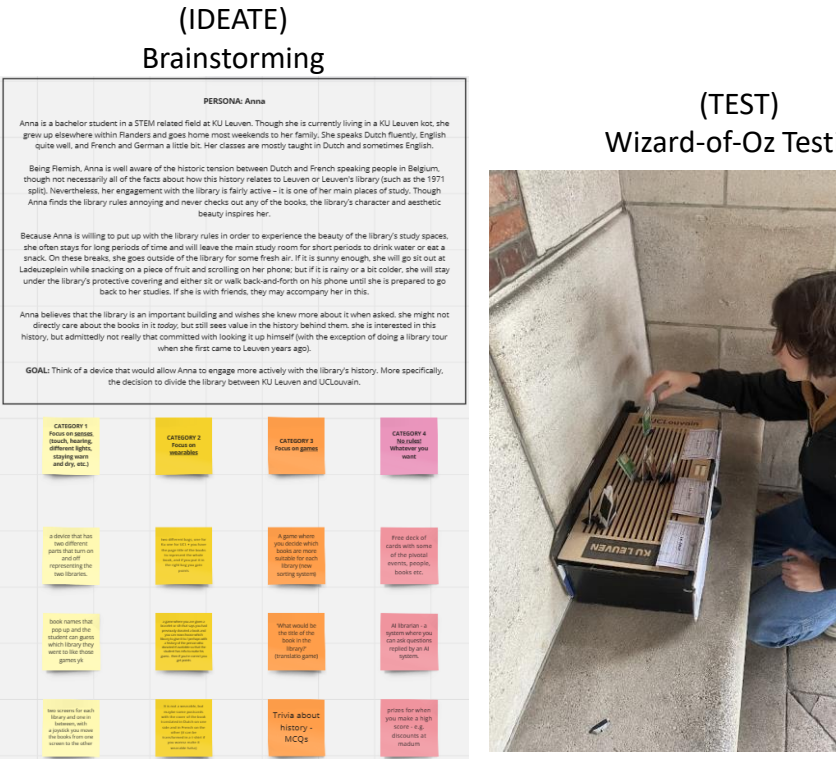 (IDEATE)
Brainstorming
PERSONA: Anna
Anna is a bachelor student in a STEM related field at KU Leuven. Though she is currently living in a KU Leuven kot, she
grew up elsewhere within Flanders and goes home most weekends to her family. She speaks Dutch fluently, English
quite well, and French and German a little bit. Her classes are mostly taught in Dutch and sometimes English.
Being Flemish, Anna is well aware of the historic tension between Dutch and French speaking people in Belgium,
though not necessarily all of the facts about how this history relates to Leuven or Leuven's library (such as the 1971
split). Nevertheless, her engagement with the library is fairly active – it is one of her main places of study. Though
Anna finds the library rules annoying and never checks out any of the books, the library's character and aesthetic
beauty inspires her.
Because Anna is willing to put up with the library rules in order to experience the beauty of the library's study spaces,
she often stays for long periods of time and will leave the main study room for short periods to drink water or eat a
snack. On these breaks, she goes outside of the library for some fresh air. If it is sunny enough, she will go sit out at
Ladeuzeplein while snacking on a piece of fruit and scrolling on her phone; but if it is rainy or a bit colder, she will stay
under the library's protective covering and either sit or walk back-and-forth on his phone until she is prepared to go
back to her studies. If she is with friends, they may accompany her in this.
Anna believes that the library is an important building and wishes she knew more about it when asked. she might not
directly care about the books in it today, but still sees value in the history behind them. she is interested in this
history, but admittedly not really that committed with looking it up himself (with the exception of doing a library tour
when she first came to Leuven years ago).
GOAL: Think of a device that would allow Anna to engage more actively with the library's history. More specifically,
the decision to divide the library between KU Leuven and UCLouvain.
CATEGORY 1
Focus on senses
(touch, hearing,
different lights,
staying warm
and dry, etc.)
CATEGORY 2
Focus on
wearables
CATEGORY 3
Focus on games
CATEGORY 4
No rules!
Whatever you
want
a device that has
two different
parts that turn on
and off
representing the
two libraries.
A game where
you decide which
books are more
suitable for each
library (new
sorting system)
Free deck of
cards with some
of the pivotal
events, people,
books etc.
book names that
pop up and the
student can guess
which library they
went to like those
games yk
'What would be
the title of the
book in the
library?'
(translatio game)
AI librarian - a
system where you
can ask questions
replied by an AI
system.
two screens for each
library and one in
between, with
a joystick you move
the books from one
screen to the other
Trivia about
history -
MCQs
prizes for when
you make a high
score - e.g.
discounts at
madum
(TEST)
Wizard-of-Oz Test
UCLouvain
KU LEUVEN